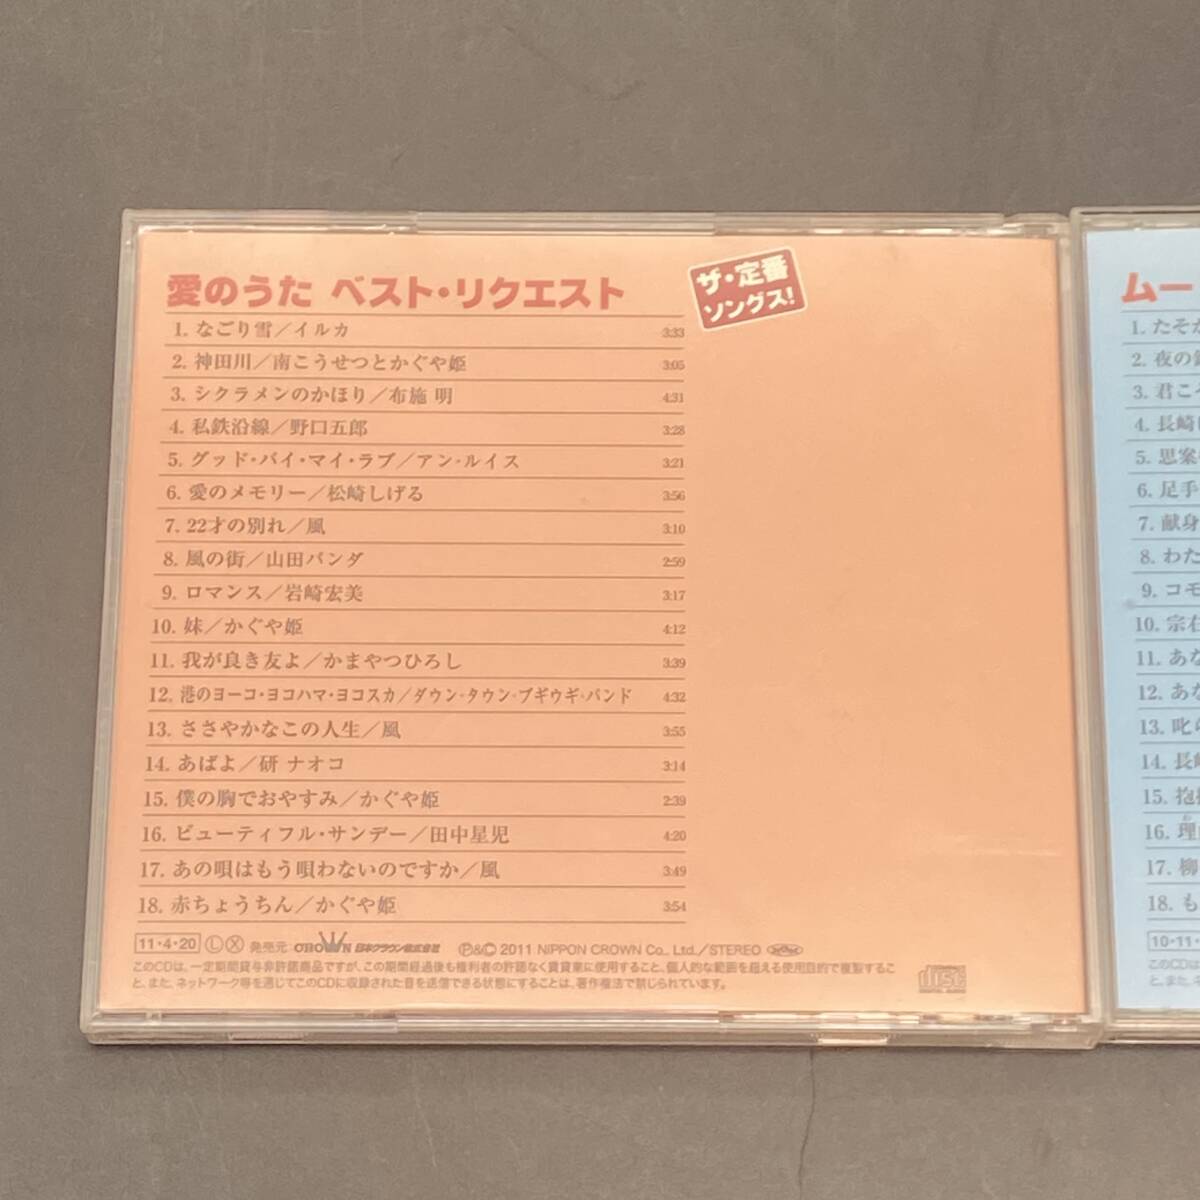 愛のうた ベスト・リクエスト
ザ・定番
ソングス!
1. なごり雪／イルカ 3:33
2. 神田川／南こうせつとかぐや姫 3:05
3. シクラメンのかほり／布施 明 4:31
4. 私鉄沿線／野口五郎 3:28
5. グッド・バイ・マイ・ラブ／アン・ルイス 3:21
6. 愛のメモリー／松崎しげる 3:56
7. 22才の別れ／風 3:10
8. 風の街／山田パンダ 2:59
9. ロマンス／岩崎宏美 3:17
10. 妹／かぐや姫 4:12
11. 我が良き友よ／かまやつひろし 3:39
12. 港のヨーコ・ヨコハマ・ヨコスカ／ダウン・タウン・ブギウギ・バンド 4:32
13. ささやかなこの人生／風 3:55
14. あばよ／研 ナオコ 3:14
15. 僕の胸でおやすみ／かぐや姫 2:39
16. ビューティフル・サンデー／田中星児 4:20
17. あの唄はもう唄わないのですか／風 3:49
18. 赤ちょうちん／かぐや姫 3:54
11・4・20 Ⓛ Ⓧ 発売元: CROWN 日本クラウン株式会社 Ⓟ&Ⓒ 2011 NIPPON CROWN Co., Ltd.／STEREO
このCDは、一定期間貸与非許諾商品ですが、この期間経過後も権利者の許諾なく賃貸業に使用すること、個人的な範囲を超える使用目的で複製するこ
と、また、ネットワーク等を通じてこのCDに収録された音を送信できる状態にすることは、著作権法で禁じられています。
disc
ムー
1. たそが
2. 夜の
3. 君こそ
4. 長崎
5. 思案
6. 足手
7. 献身
8. わた
9. コモ
10. 宗右
11. あな
12. あな
13. 叱ら
14. 長崎
15. 抱擁
16. 理
17. 柳
18. も
10・11・
このCDは
と、また、ネ